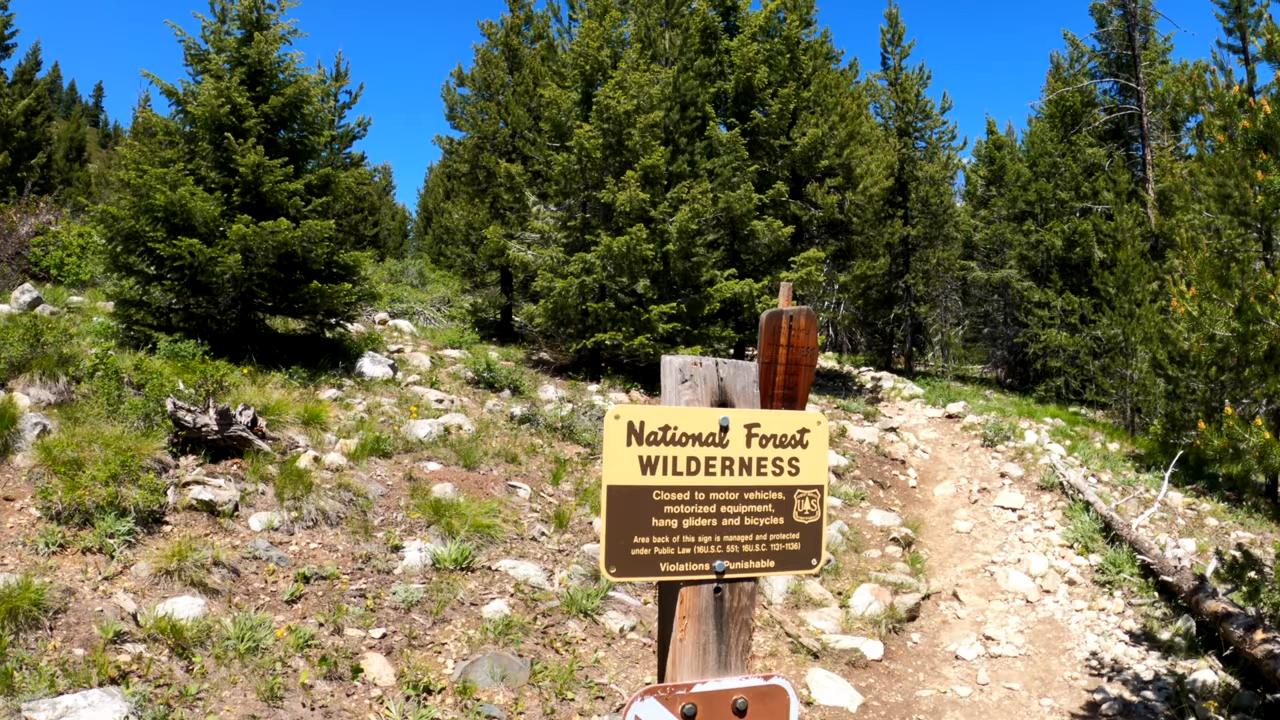 National Forest
WILDERNESS
Closed to motor vehicles,
motorized equipment,
hang gliders and bicycles
UAS
Area back of this sign is managed and protected
under Public Law (16U.S.C. 551; 16U.S.C. 1131-1136)
Violations Punishable